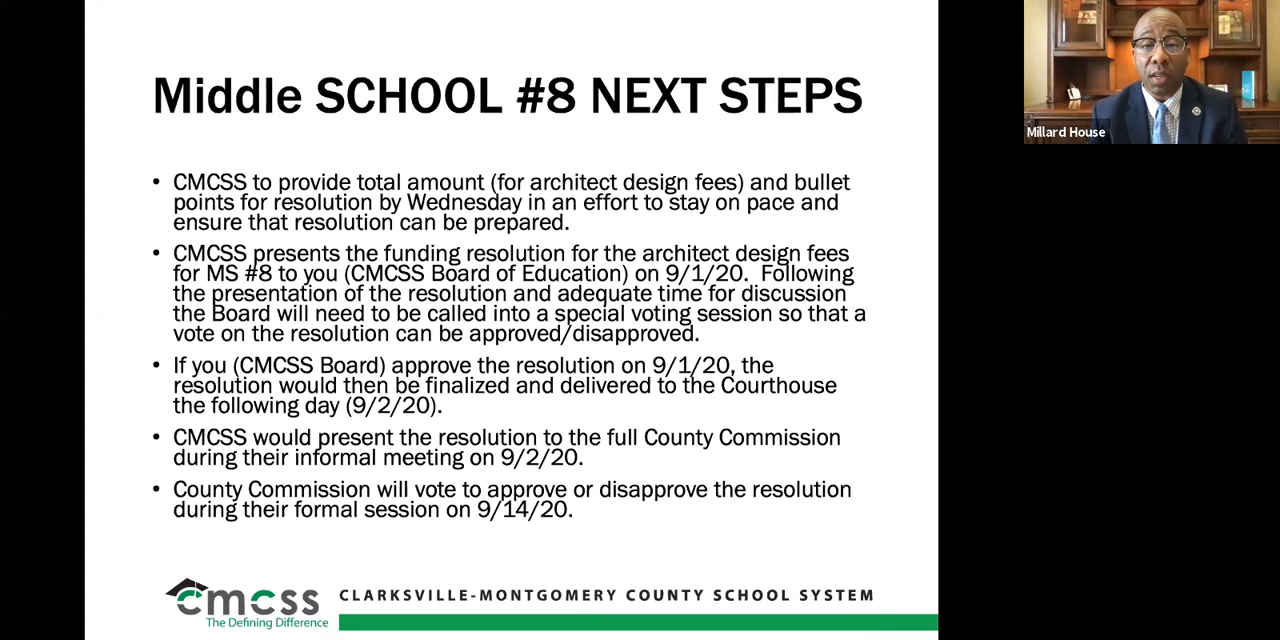 Middle SCHOOL #8 NEXT STEPS
• CMCSS to provide total amount (for architect design fees) and bullet
points for resolution by Wednesday in an effort to stay on pace and
ensure that resolution can be prepared.
• CMCSS presents the funding resolution for the architect design fees
for MS #8 to you (CMCSS Board of Education) on 9/1/20.  Following
the presentation of the resolution and adequate time for discussion
the Board will need to be called into a special voting session so that a
vote on the resolution can be approved/disapproved.
• If you (CMCSS Board) approve the resolution on 9/1/20, the
resolution would then be finalized and delivered to the Courthouse
the following day (9/2/20).
• CMCSS would present the resolution to the full County Commission
during their informal meeting on 9/2/20.
• County Commission will vote to approve or disapprove the resolution
during their formal session on 9/14/20.
cmcss
The Defining Difference
CLARKSVILLE-MONTGOMERY COUNTY SCHOOL SYSTEM
Millard House